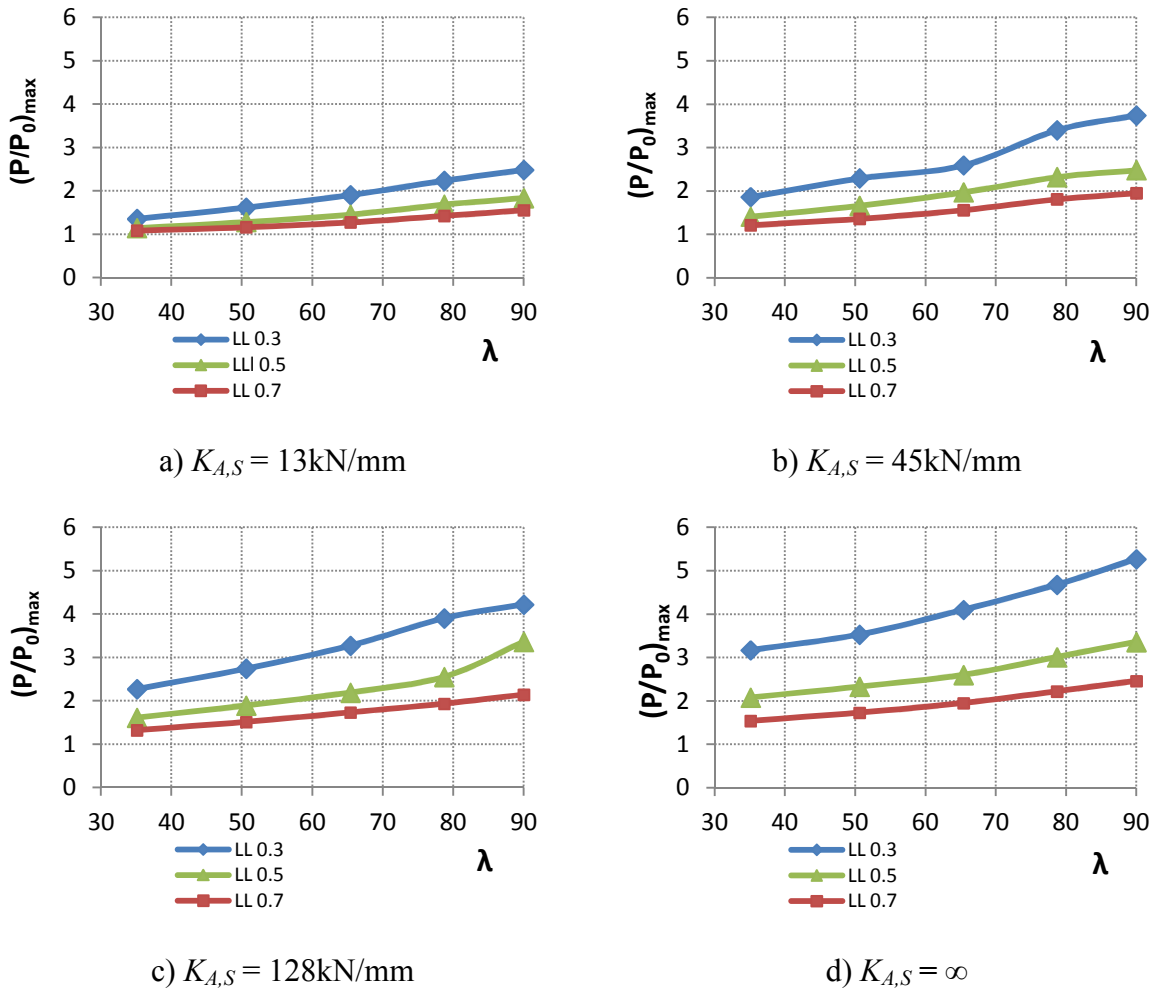 6
5
4
3
2
1
0
(P/P0)max
30 40 50 60 70 80 90
λ
LL 0.3
LLl 0.5
LL 0.7
a) KA,S = 13kN/mm
6
5
4
3
2
1
0
(P/P0)max
30 40 50 60 70 80 90
λ
LL 0.3
LL 0.5
LL 0.7
b) KA,S = 45kN/mm
6
5
4
3
2
1
0
(P/P0)max
30 40 50 60 70 80 90
λ
LL 0.3
LL 0.5
LL 0.7
c) KA,S = 128kN/mm
6
5
4
3
2
1
0
(P/P0)max
30 40 50 60 70 80 90
λ
LL 0.3
LL 0.5
LL 0.7
d) KA,S = ∞